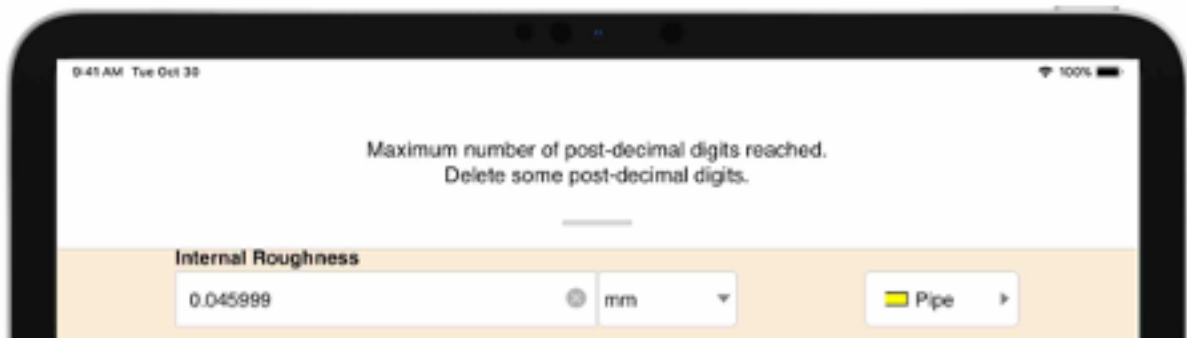 9:41 AM Tue Oct 30
100%
Maximum number of post-decimal digits reached.
Delete some post-decimal digits.
Internal Roughness
0.045999
mm
Pipe